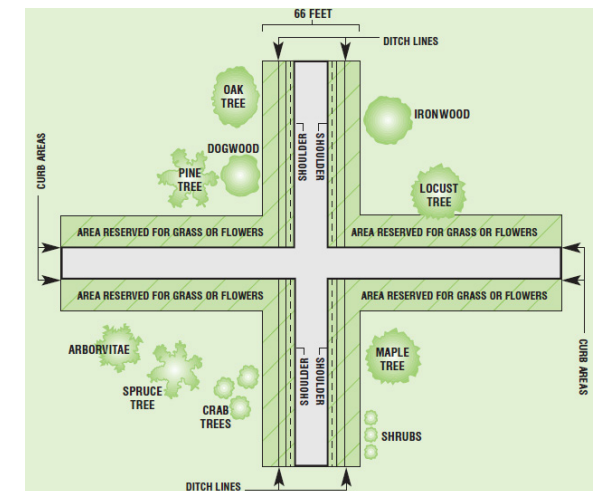 66 FEET
DITCH LINES
OAK
TREE
IRONWOOD
SHOULDER
SHOULDER
DOGWOOD
PINE
TREE
CURB AREAS
LOCUST
TREE
AREA RESERVED FOR GRASS OR FLOWERS
AREA RESERVED FOR GRASS OR FLOWERS
AREA RESERVED FOR GRASS OR FLOWERS
AREA RESERVED FOR GRASS OR FLOWERS
ARBORVITAE
MAPLE
TREE
CURB AREAS
SPRUCE
TREE
SHOULDER
SHOULDER
CRAB
TREES
SHRUBS
DITCH LINES